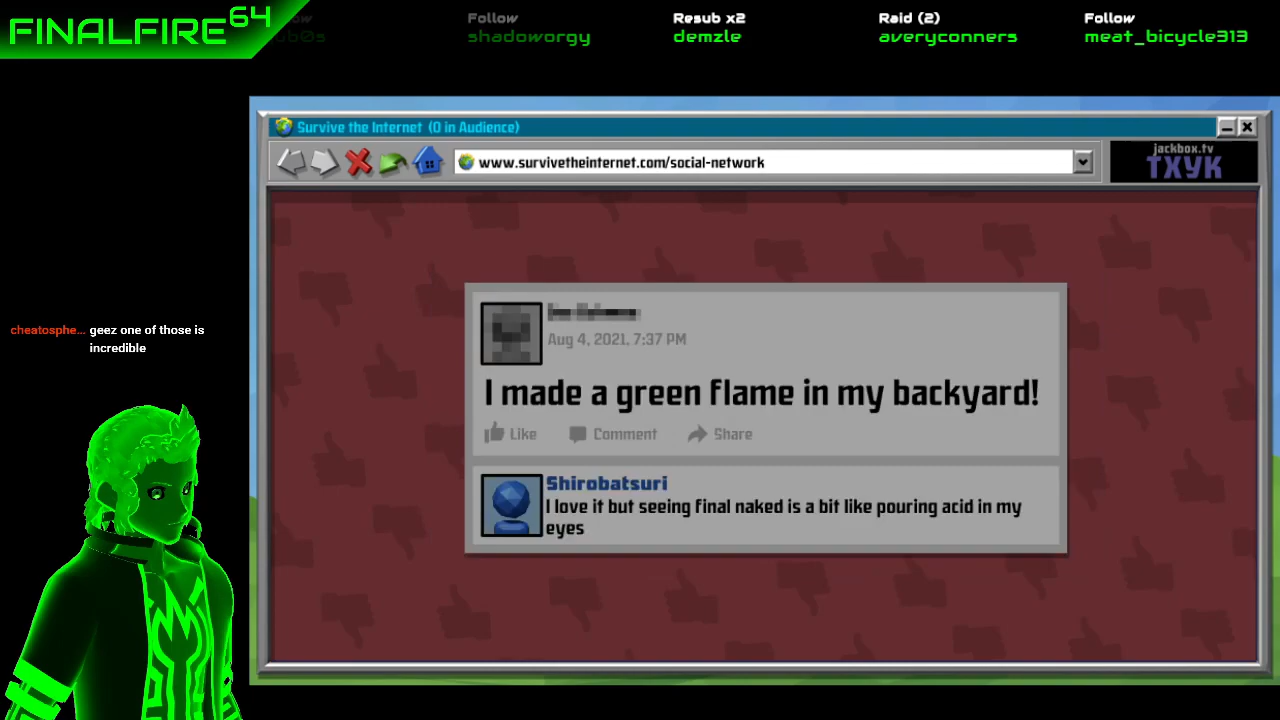 FINALFIRE64
Follow
shadoworgy
Resub x2
demzle
Raid (2)
averyconners
Follow
meat_bicycle313
Survive the Internet (0 in Audience)
www.survivetheinternet.com/social-network
jackbox.tv
TXYK
Aug 4, 2021, 7:37 PM
I made a green flame in my backyard!
Like
Comment
Share
Shirobatsuri
I love it but seeing final naked is a bit like pouring acid in my
eyes
cheatosphe... geez one of those is
incredible